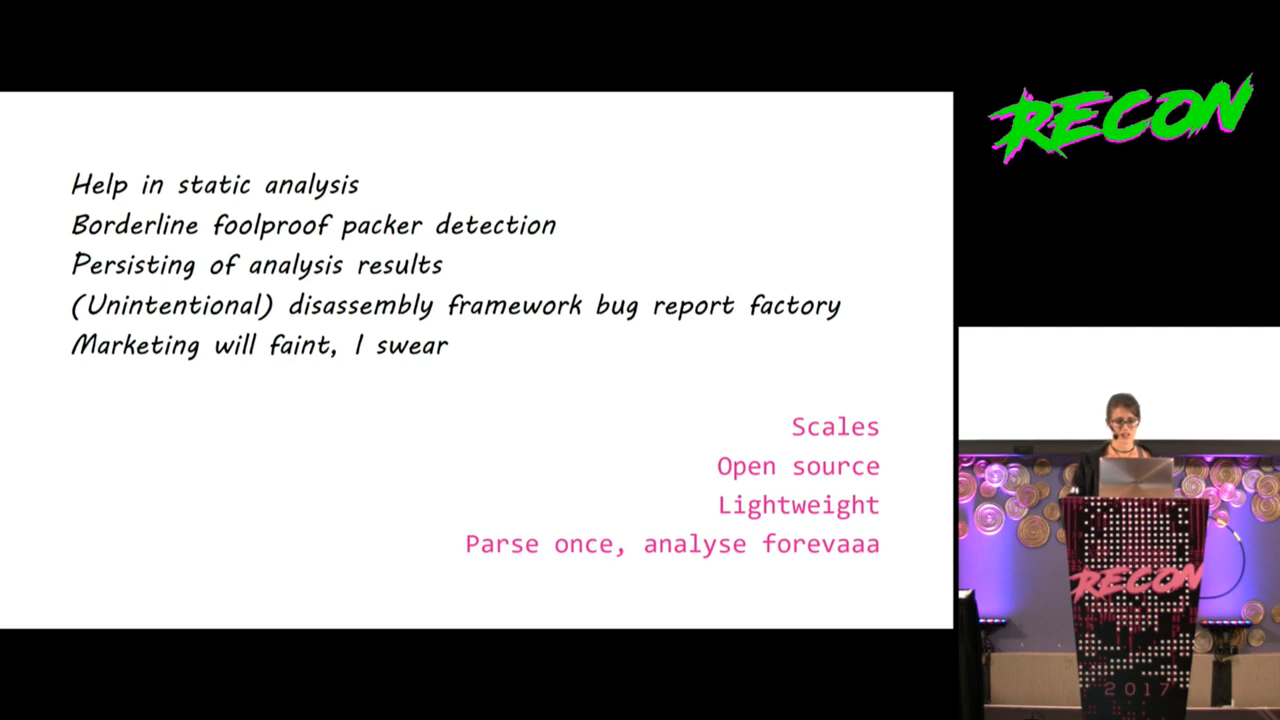 RECON
Help in static analysis
Borderline foolproof packer detection
Persisting of analysis results
(Unintentional) disassembly framework bug report factory
Marketing will faint, I swear
Scales
Open source
Lightweight
Parse once, analyse forevaaa
RECON
2017